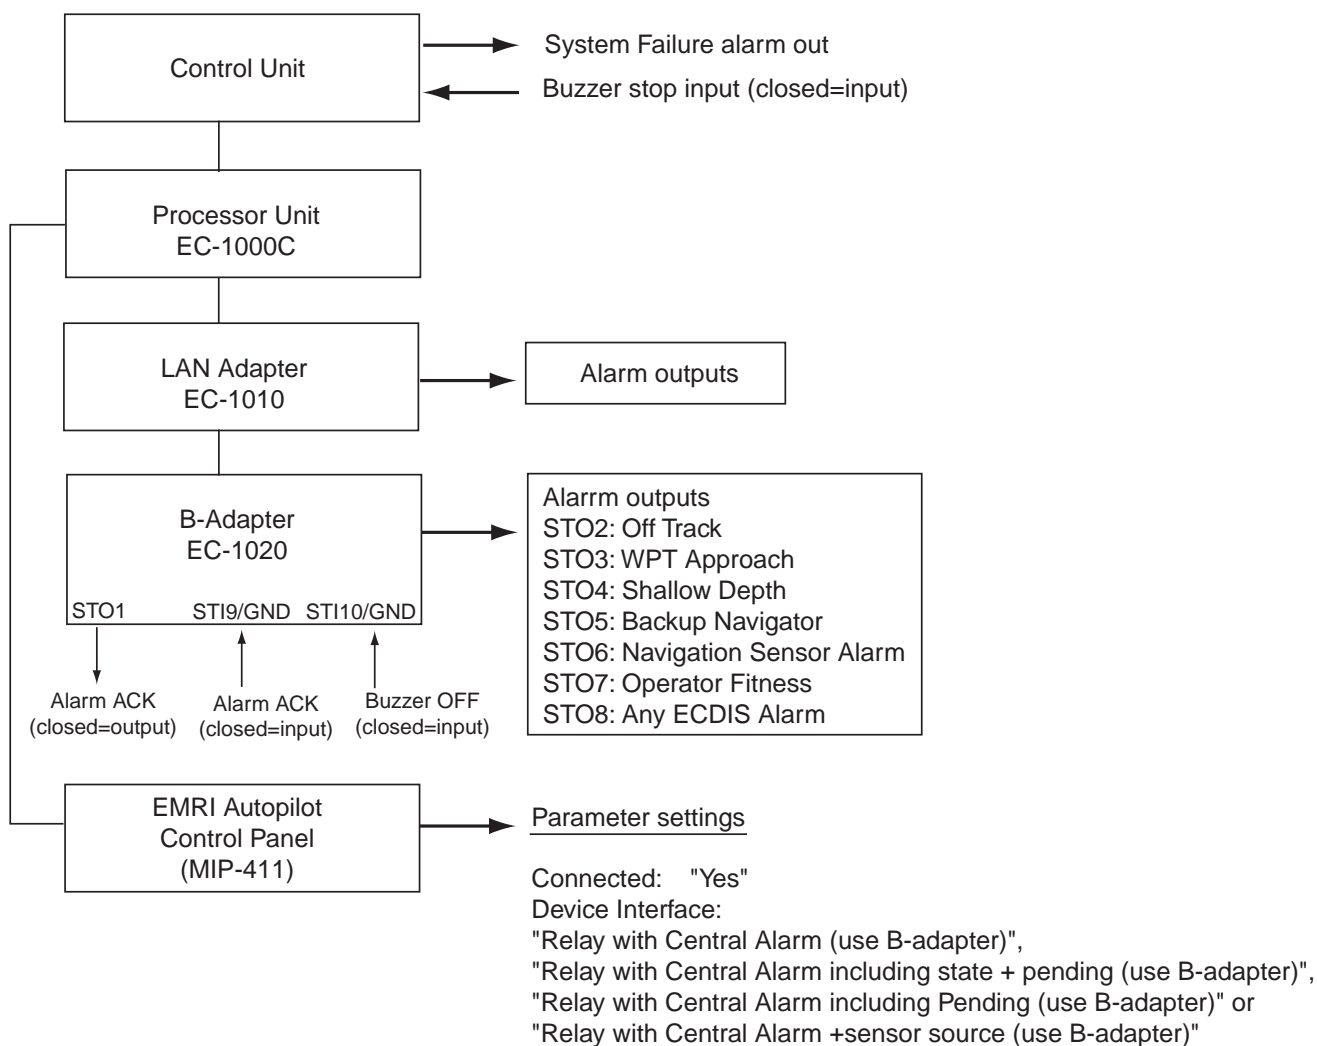 Control Unit
System Failure alarm out
Buzzer stop input (closed=input)
Processor Unit
EC-1000C
LAN Adapter
EC-1010
Alarm outputs
B-Adapter
EC-1020
STO1
STI9/GND
STI10/GND
Alarm ACK
(closed=output)
Alarm ACK
(closed=input)
Buzzer OFF
(closed=input)
Alarrm outputs
STO2: Off Track
STO3: WPT Approach
STO4: Shallow Depth
STO5: Backup Navigator
STO6: Navigation Sensor Alarm
STO7: Operator Fitness
STO8: Any ECDIS Alarm
EMRI Autopilot
Control Panel
(MIP-411)
Parameter settings
Connected: "Yes"
Device Interface:
"Relay with Central Alarm (use B-adapter)",
"Relay with Central Alarm including state + pending (use B-adapter)",
"Relay with Central Alarm including Pending (use B-adapter)" or
"Relay with Central Alarm +sensor source (use B-adapter)"